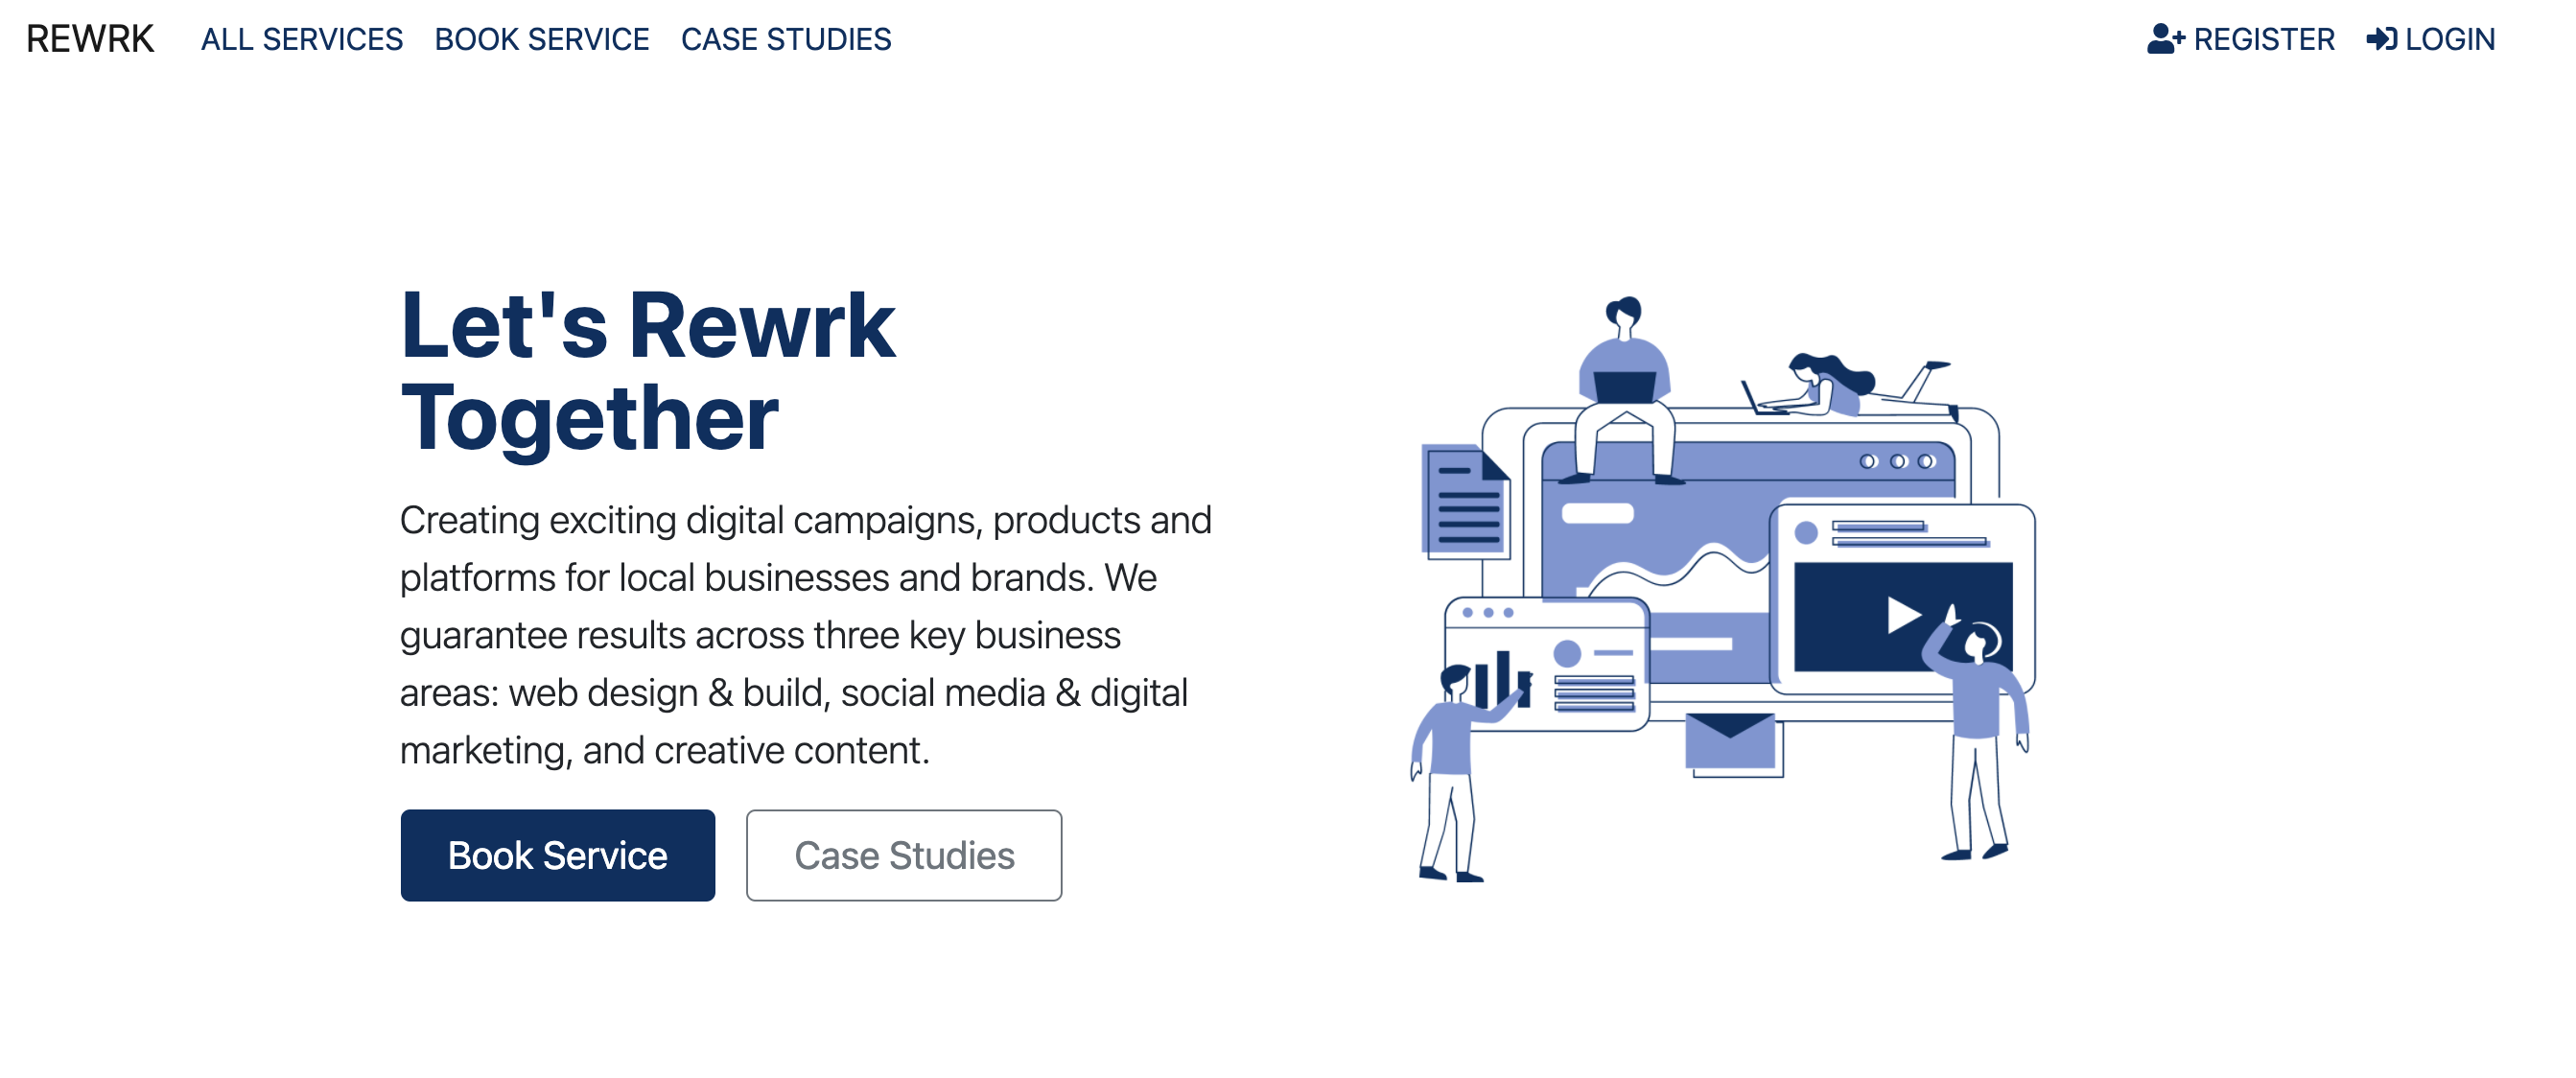 REWRK ALL SERVICES BOOK SERVICE CASE STUDIES REGISTER LOGIN
Let's Rewrk
Together
Creating exciting digital campaigns, products and
platforms for local businesses and brands. We
guarantee results across three key business
areas: web design & build, social media & digital
marketing, and creative content.
Book Service Case Studies